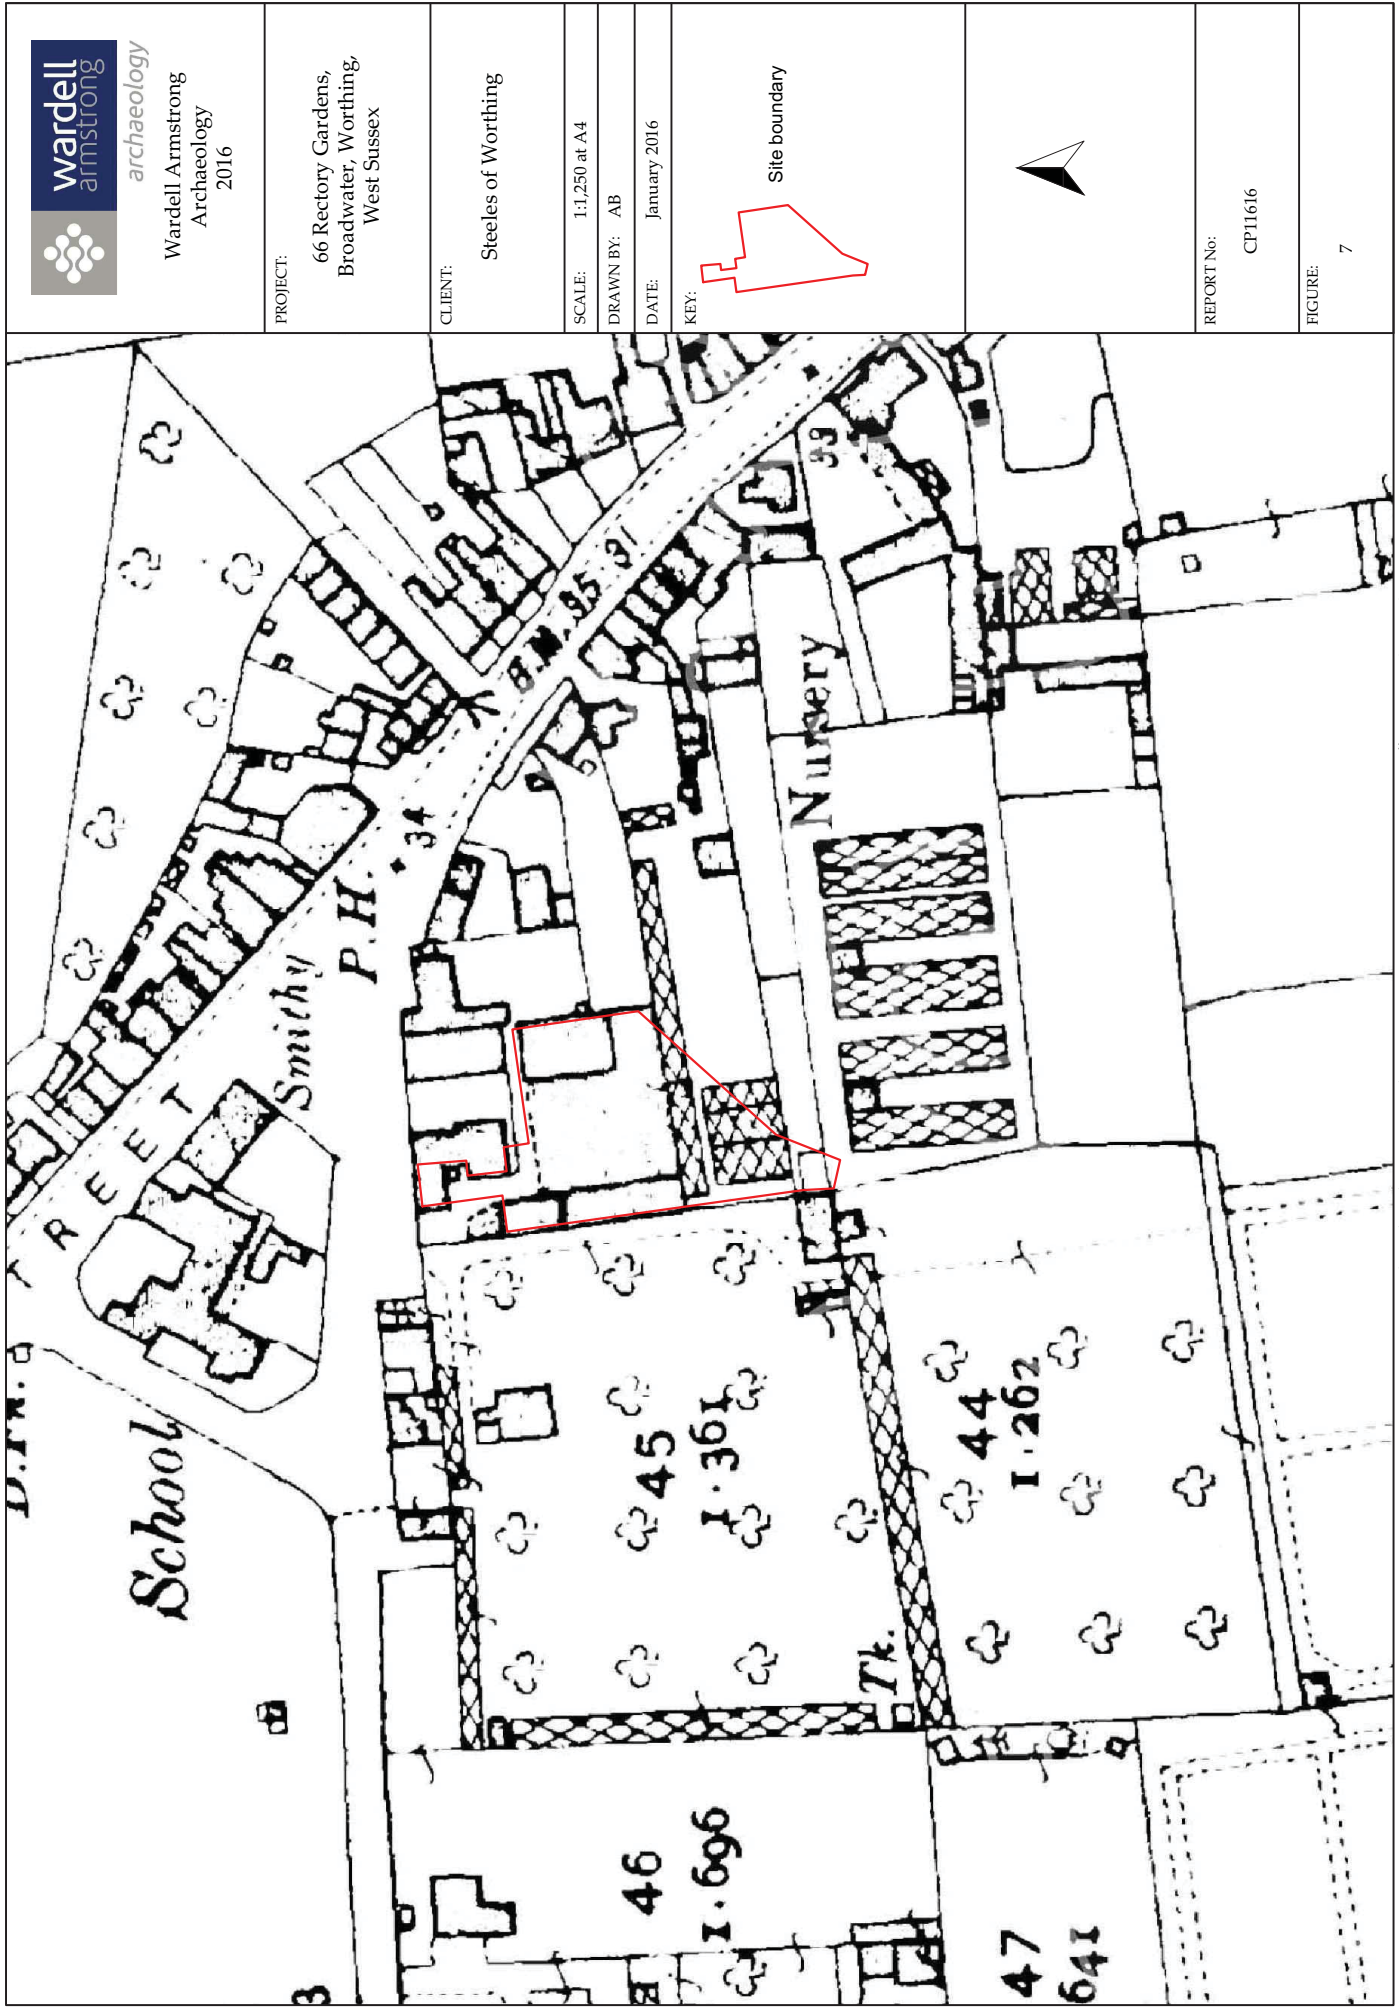 wardell
armstrong
archaeology
Wardell Armstrong
Archaeology
2016
PROJECT:
66 Rectory Gardens,
Broadwater, Worthing,
West Sussex
CLIENT:
Steeles of Worthing
SCALE: 1:1,250 at A4
DRAWN BY: AB
DATE: January 2016
KEY:
Site boundary
REPORT No:
CP11616
FIGURE:
7
TREET
School
Smithy
P.H.
34
B.M. 35.31
33
Nursery
45
1.361
44
1.262
Tk.
46
1.696
47
641
3